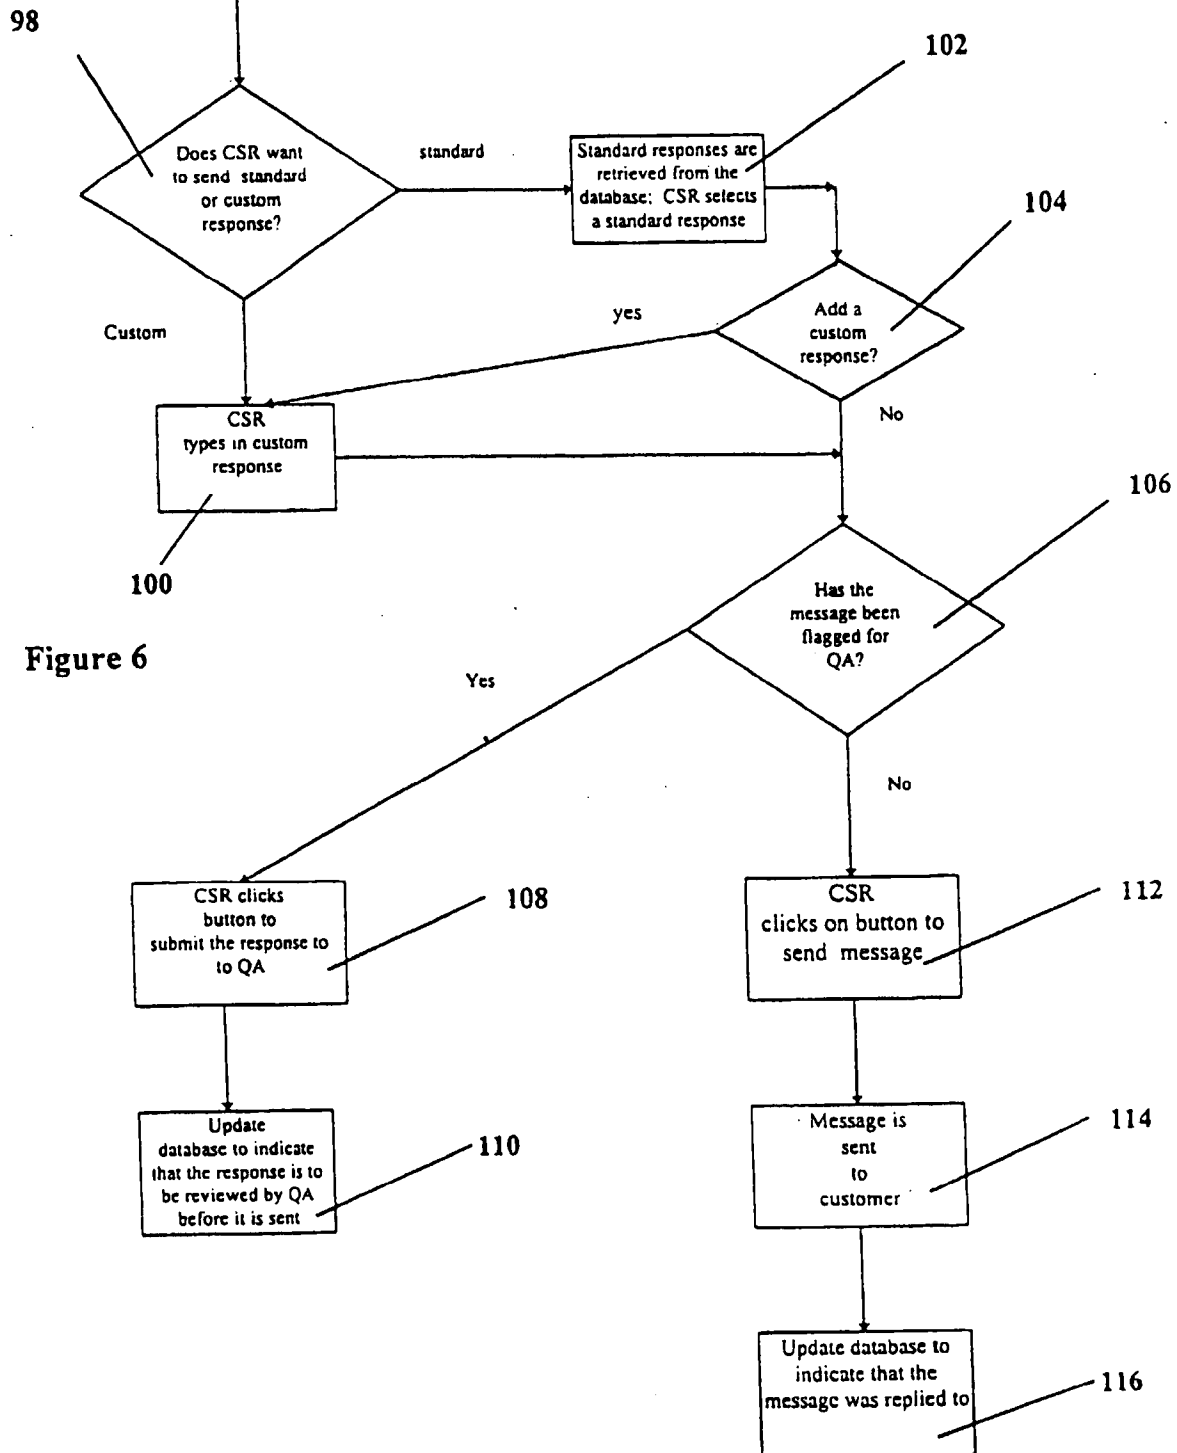 98
102
Does CSR want
to send standard
or custom
response?
standard
Standard responses are
retrieved from the
database; CSR selects
a standard response
104
Add a
custom
response?
yes
Custom
No
CSR
types in custom
response
100
106
Has the
message been
flagged for
QA?
Figure 6
Yes
No
CSR clicks
button to
submit the response to
to QA
108
CSR
clicks on button to
send message
112
Update
database to indicate
that the response is to
be reviewed by QA
before it is sent
110
Message is
sent
to
customer
114
Update database to
indicate that the
message was replied to
116